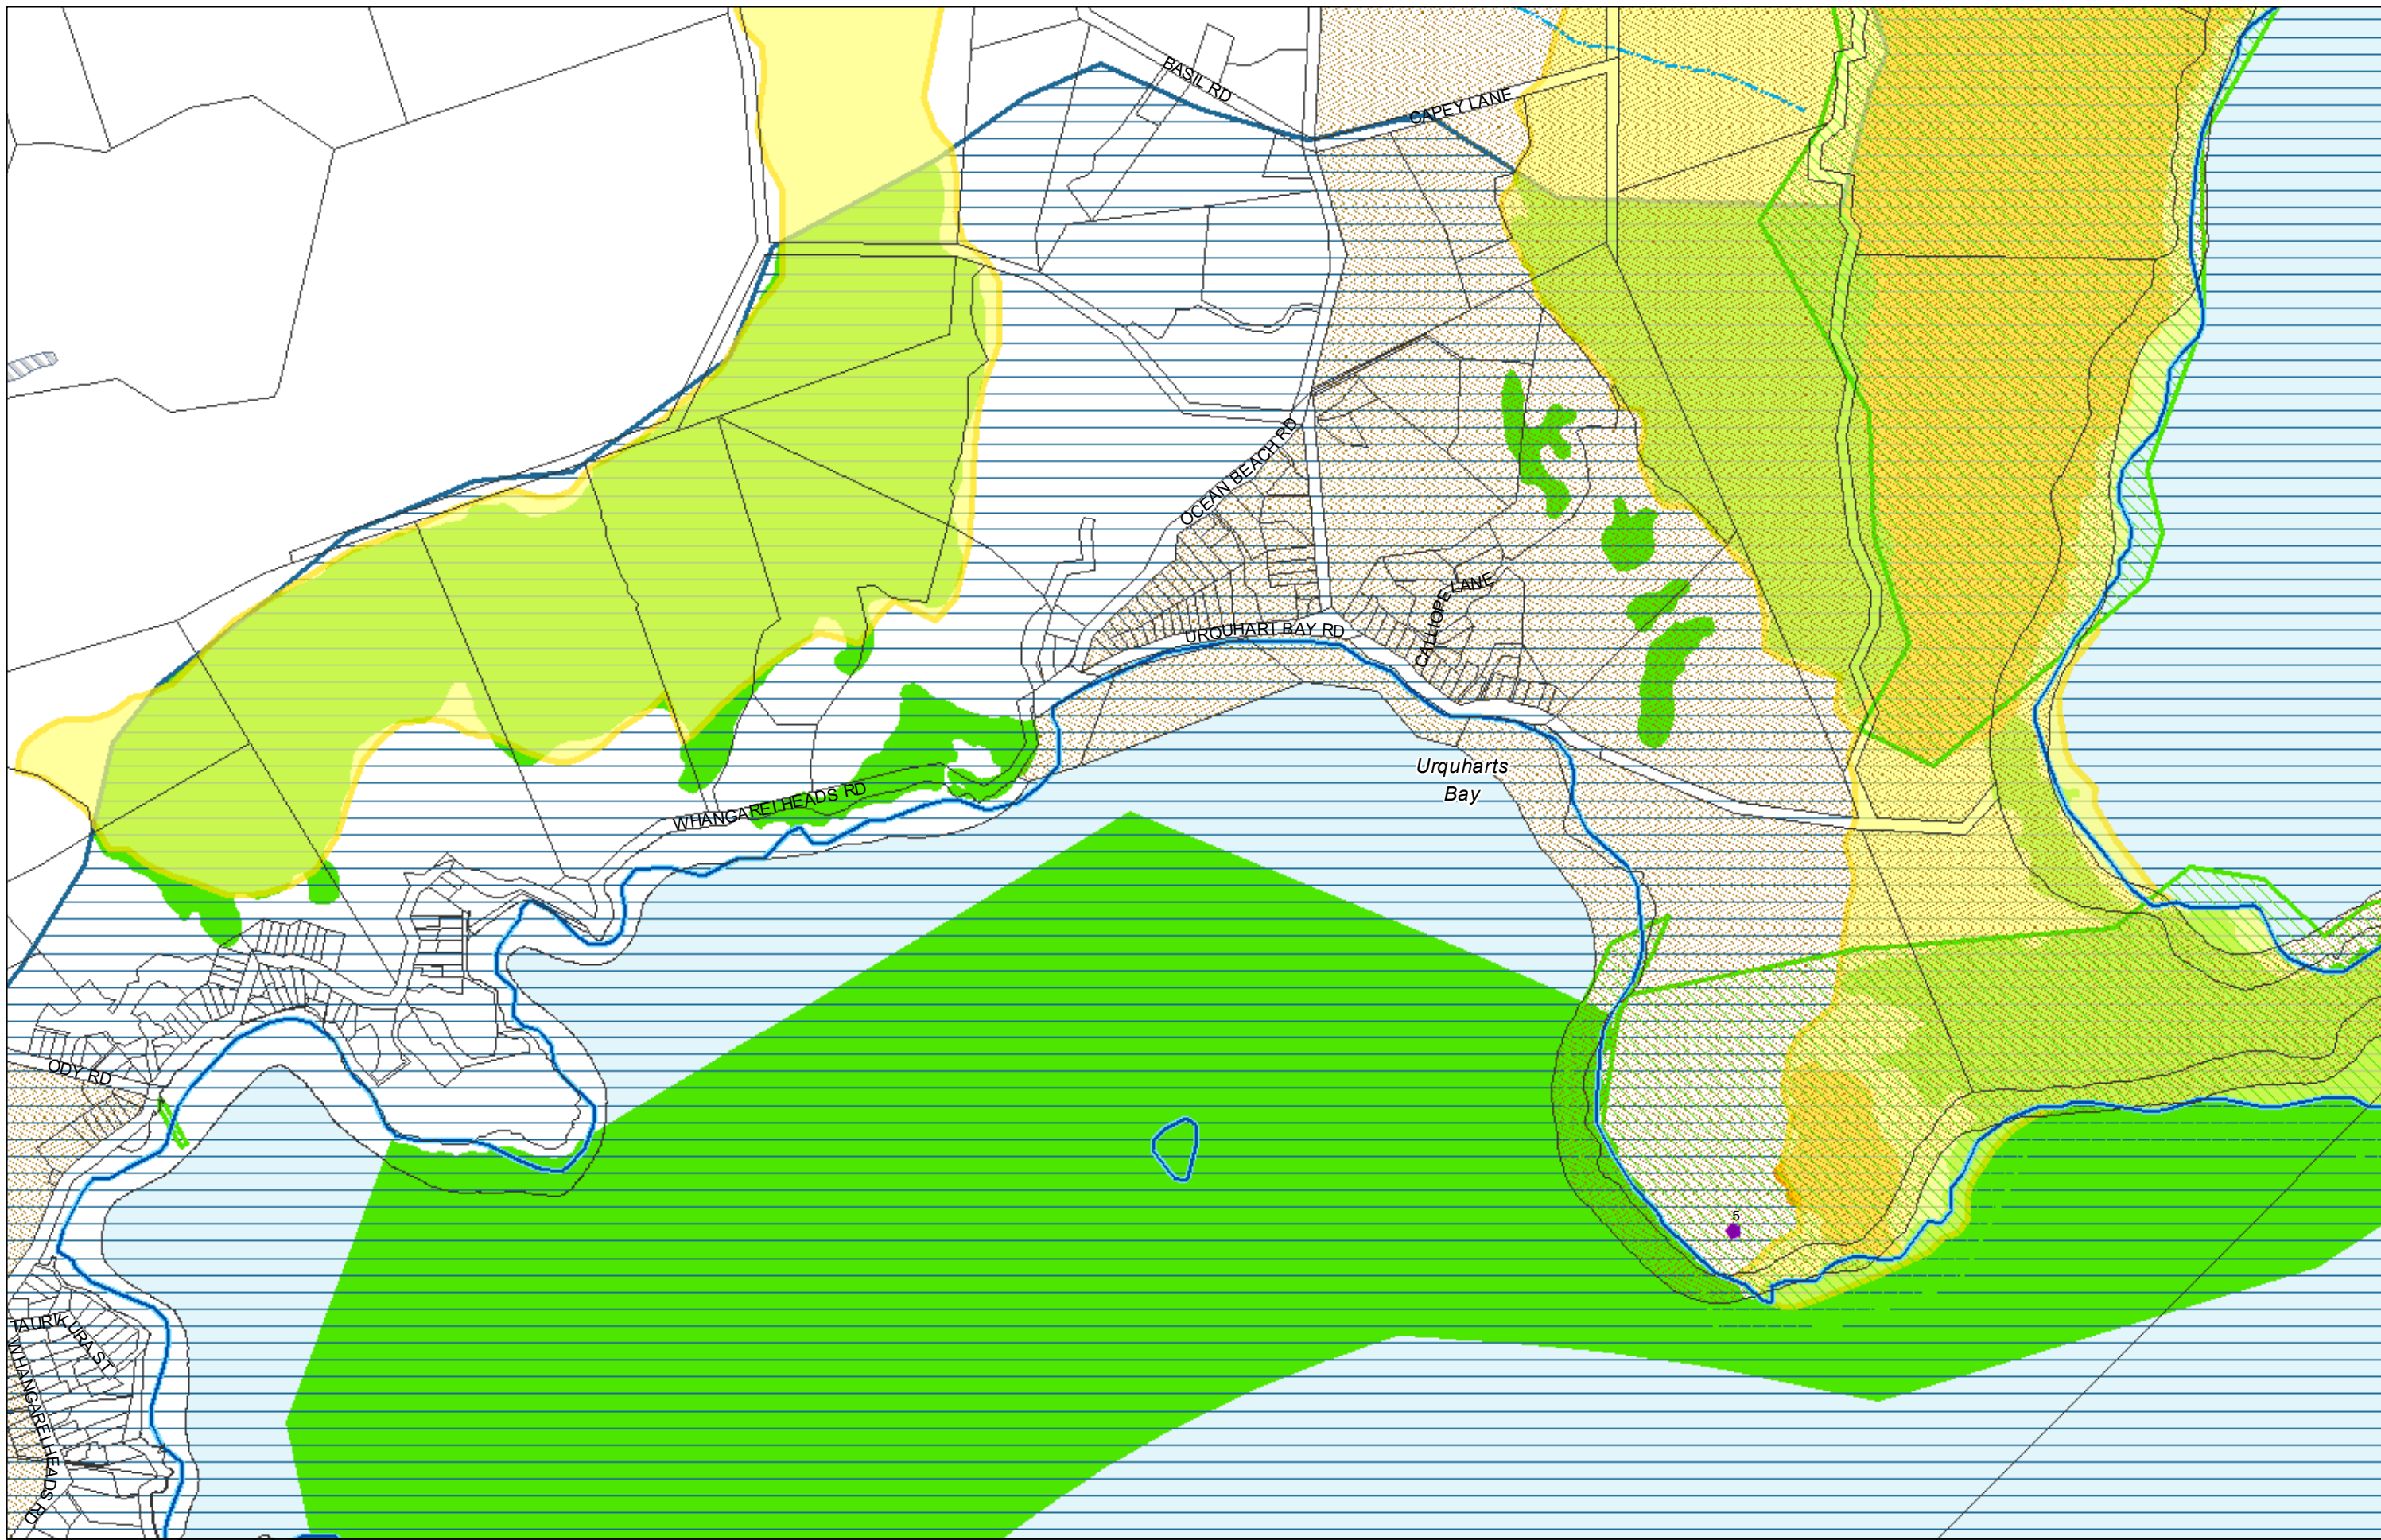 BASIL RD
CAPEY LANE
OCEAN BEACH RD
CALLIOPE LANE
URQUHART BAY RD
Urquharts
Bay
WHANGAREI HEADS RD
ODY RD
5
TAURIKURA ST
WHANGAREI HEADS RD